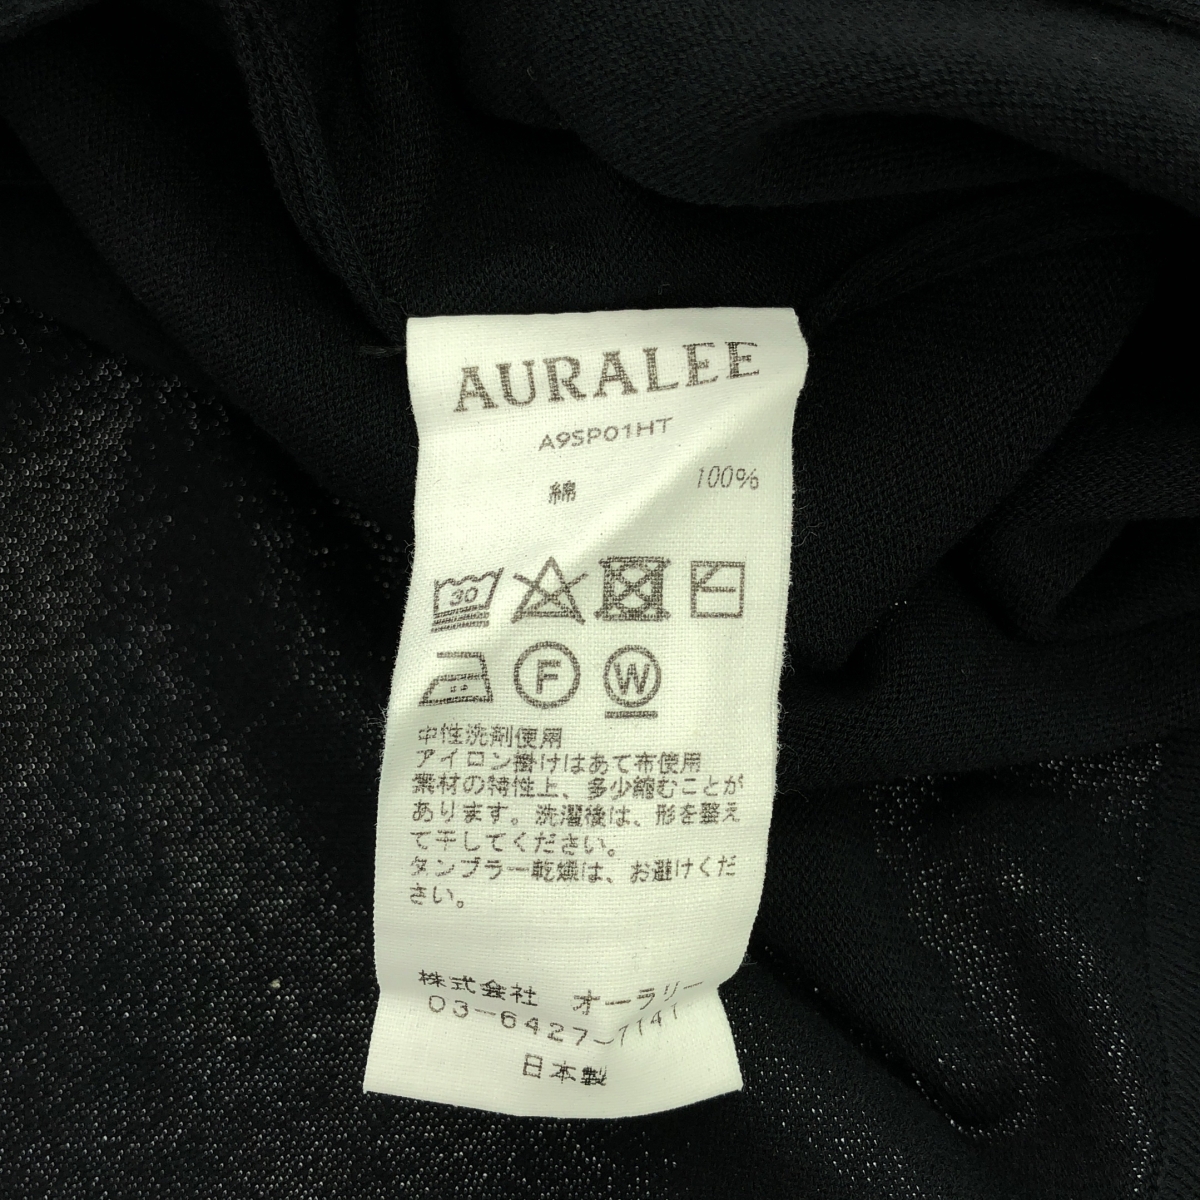 AURALEE
A9SP01HT
綿 100%
30
F W
中性洗剤使用
アイロン掛けはあて布使用
素材の特性上、多少縮むことが
あります。洗濯後は、形を整え
て干してください。
タンブラー乾燥は、お避けくだ
さい。
株式会社 オーラリー
03-6427-7141
日本製